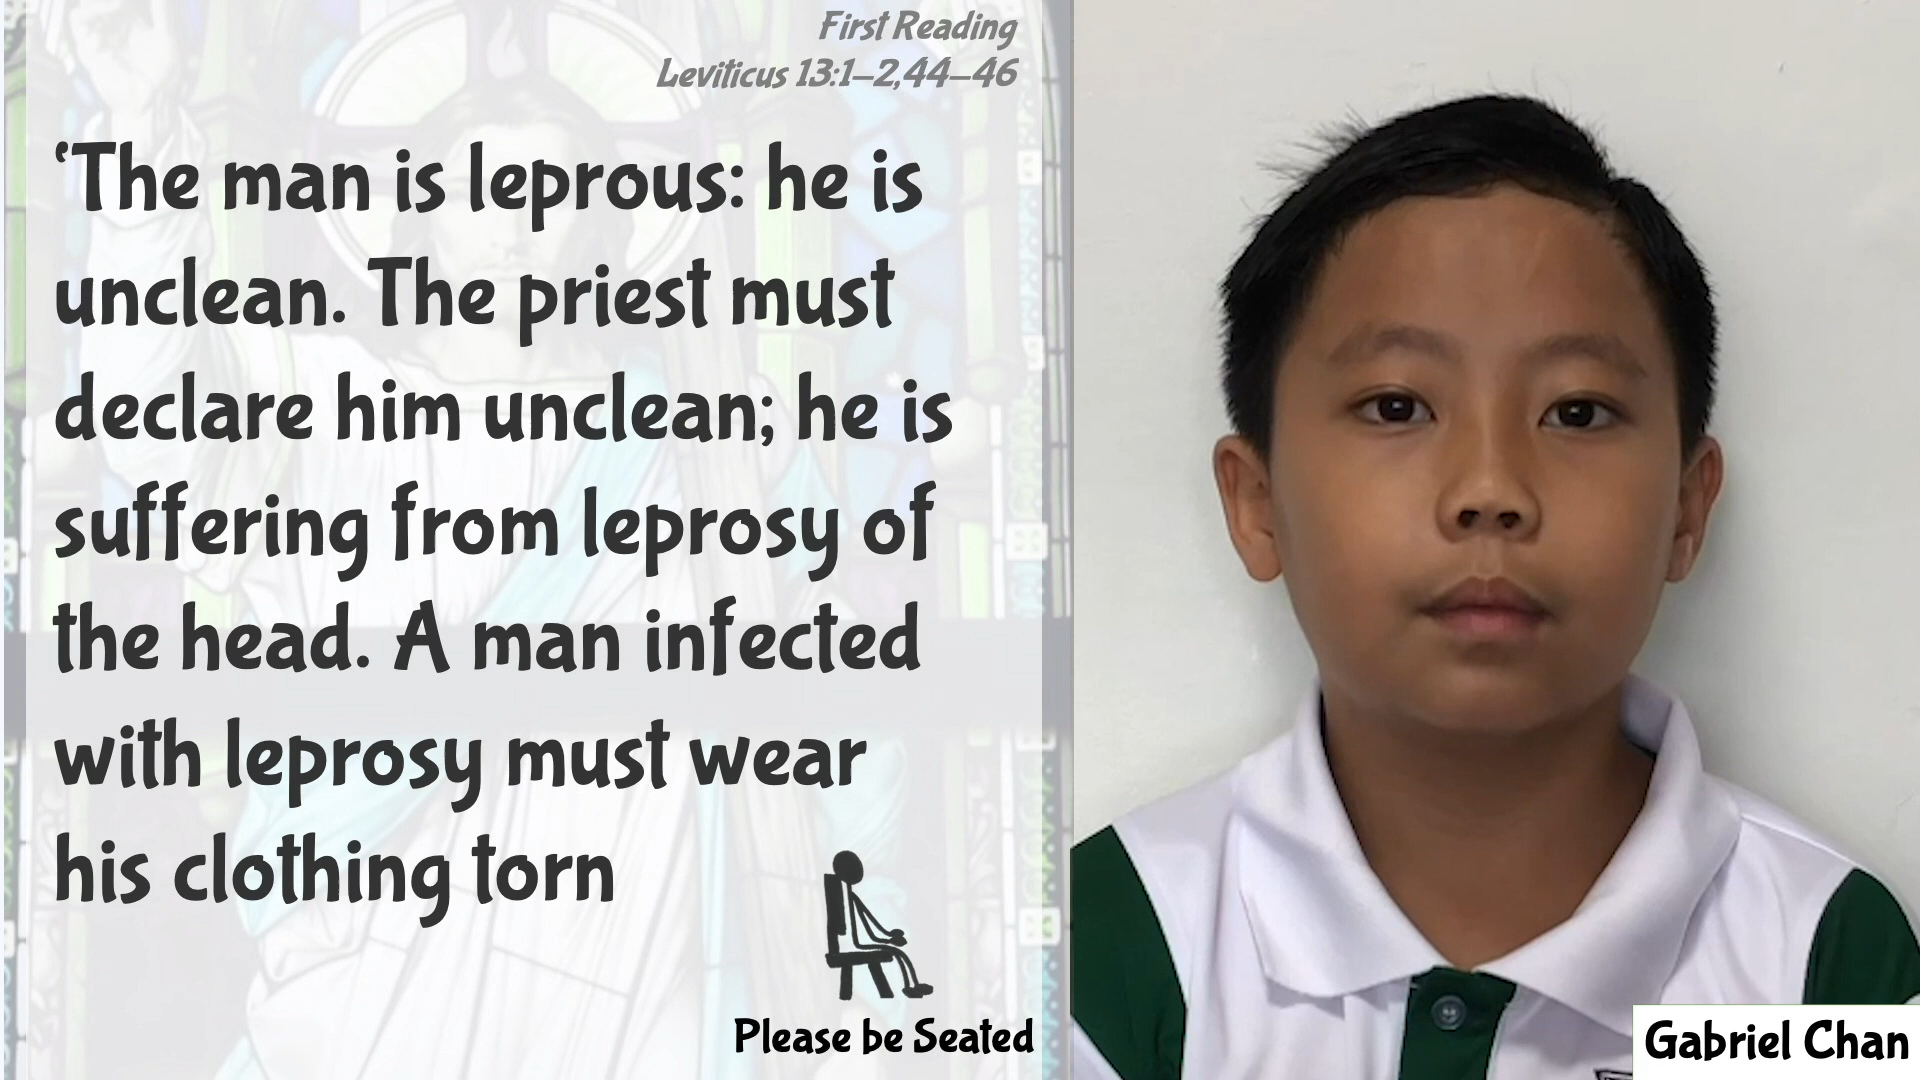 First Reading
Leviticus 13:1–2,44–46
‘The man is leprous: he is
unclean. The priest must
declare him unclean; he is
suffering from leprosy of
the head. A man infected
with leprosy must wear
his clothing torn
Please be Seated
Gabriel Chan